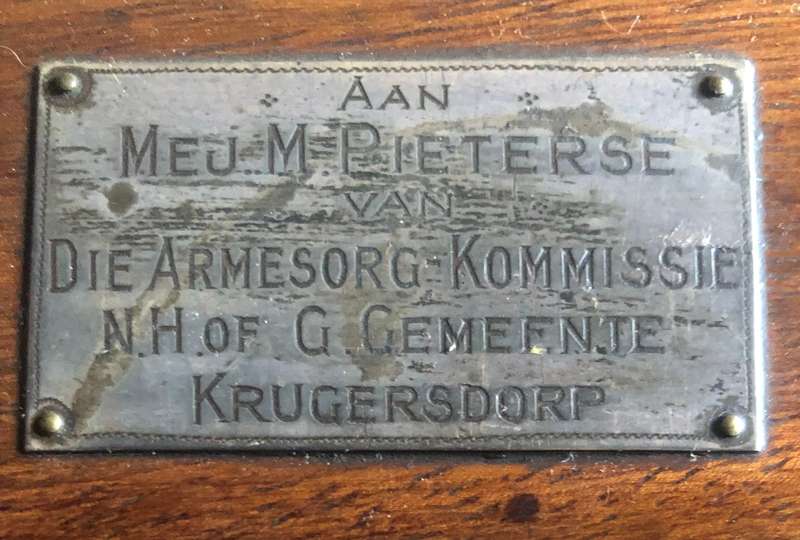 AAN
MEJ. M. PIETERSE
VAN
DIE ARMESORG-KOMMISSIE
N.H. OF G. GEMEENTE
KRUGERSDORP